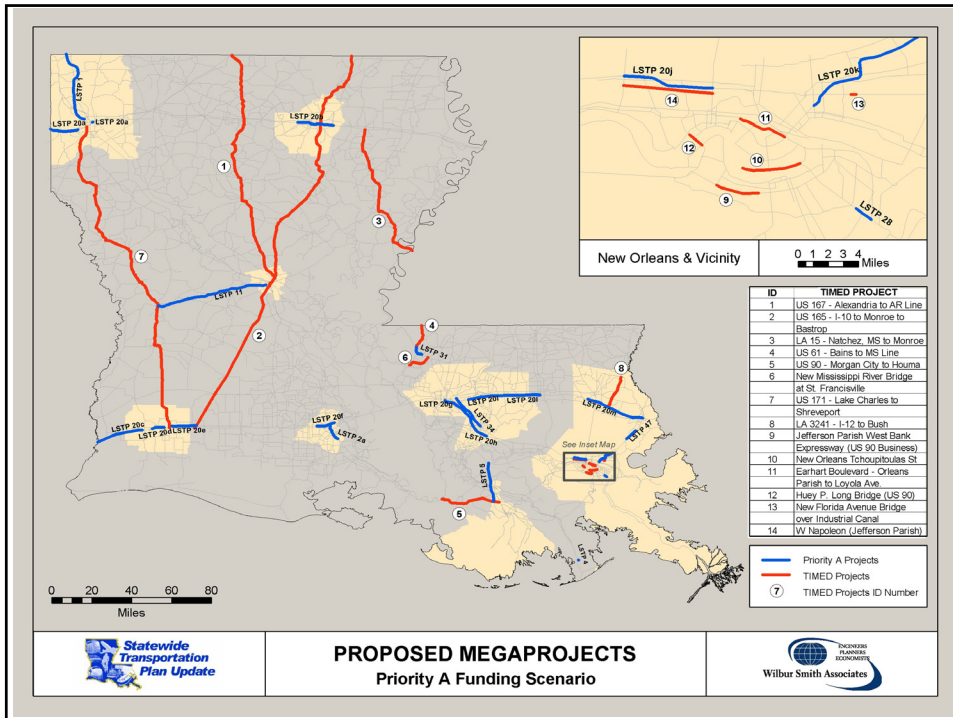 LSTP 1
LSTP 20a
LSTP 20a
LSTP 20b
1
3
7
LSTP 11
2
4
LSTP 31
6
8
LSTP 20g
LSTP 20i
LSTP 20l
LSTP 20m
LSTP 34
LSTP 20h
LSTP 47
LSTP 20c
LSTP 20d
LSTP 20e
LSTP 20f
LSTP 2a
See Inset Map
LSTP 5
5
LSTP 4
0 20 40 60 80
Miles
LSTP 20j
14
LSTP 20k
13
11
12
10
9
LSTP 28
New Orleans & Vicinity
0 1 2 3 4
Miles
ID TIMED PROJECT
1 US 167 - Alexandria to AR Line
2 US 165 - I-10 to Monroe to
Bastrop
3 LA 15 - Natchez, MS to Monroe
4 US 61 - Bains to MS Line
5 US 90 - Morgan City to Houma
6 New Mississippi River Bridge
at St. Francisville
7 US 171 - Lake Charles to
Shreveport
8 LA 3241 - I-12 to Bush
9 Jefferson Parish West Bank
Expressway (US 90 Business)
10 New Orleans Tchoupitoulas St
11 Earhart Boulevard - Orleans
Parish to Loyola Ave.
12 Huey P. Long Bridge (US 90)
13 New Florida Avenue Bridge
over Industrial Canal
14 W Napoleon (Jefferson Parish)
Priority A Projects
TIMED Projects
7 TIMED Projects ID Number
Statewide
Transportation
Plan Update
PROPOSED MEGAPROJECTS
Priority A Funding Scenario
ENGINEERS
PLANNERS
ECONOMISTS
Wilbur Smith Associates